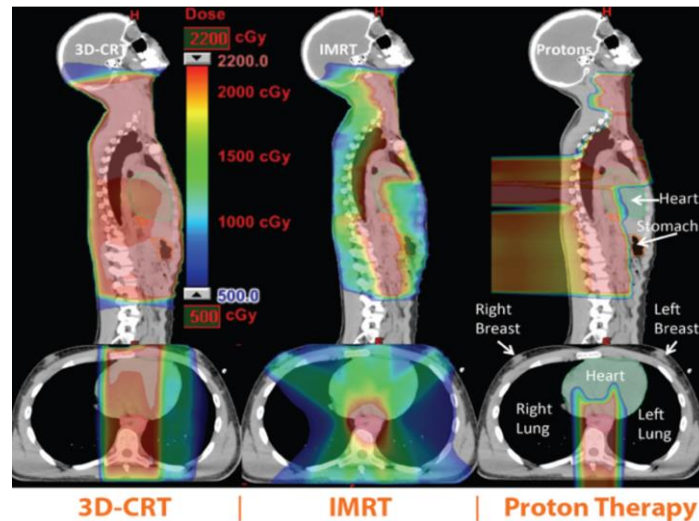 H
H
H
3D-CRT
IMRT
Protons
Dose
2200 cGy
2200.0
2000 cGy
1500 cGy
1000 cGy
500.0
500 cGy
Heart
Stomach
Right
Breast
Left
Breast
Heart
Right
Lung
Left
Lung
3D-CRT | IMRT | Proton Therapy